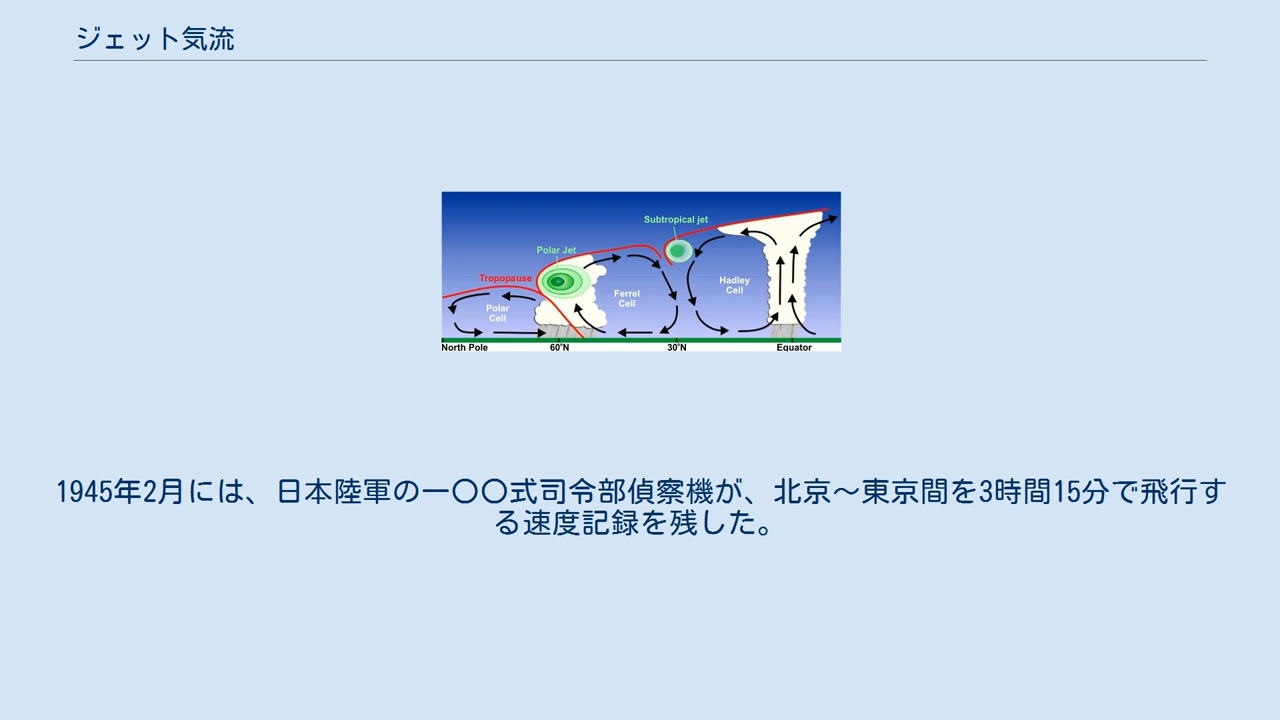 ジェット気流
Subtropical jet
Polar Jet
Tropopause
Hadley
Cell
Ferrel
Cell
Polar
Cell
North Pole 60°N 30°N Equator
1945年2月には、日本陸軍の一〇〇式司令部偵察機が、北京～東京間を3時間15分で飛行す
る速度記録を残した。